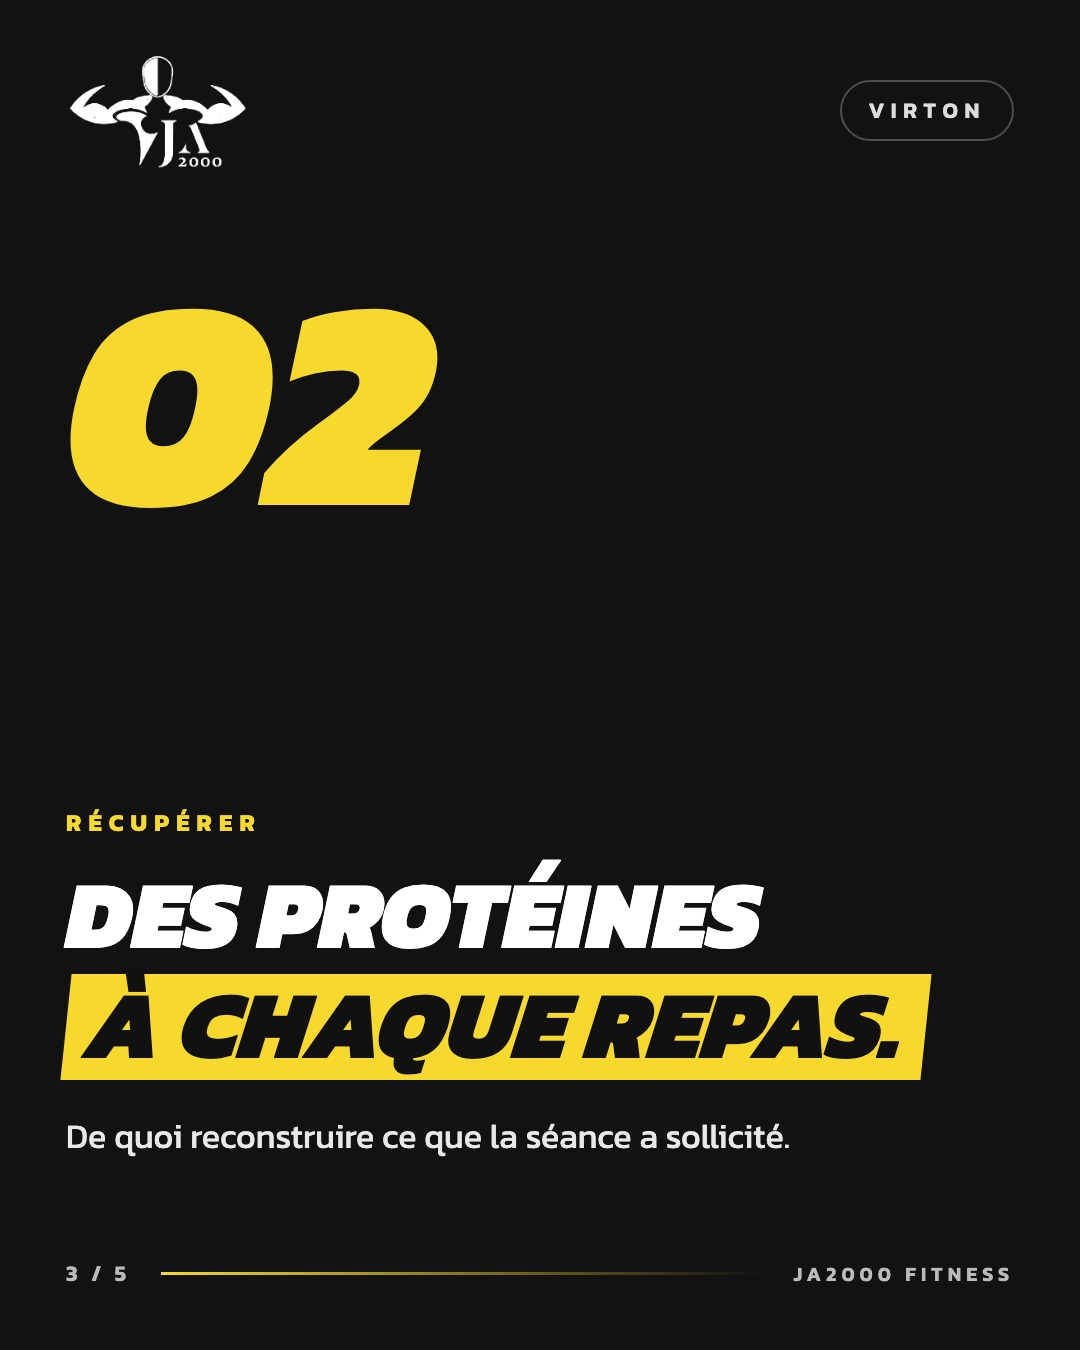 JA
2000
VIRTON
02
RÉCUPÉRER
DES PROTÉINES
À CHAQUE REPAS.
De quoi reconstruire ce que la séance a sollicité.
3 / 5
JA2000 FITNESS